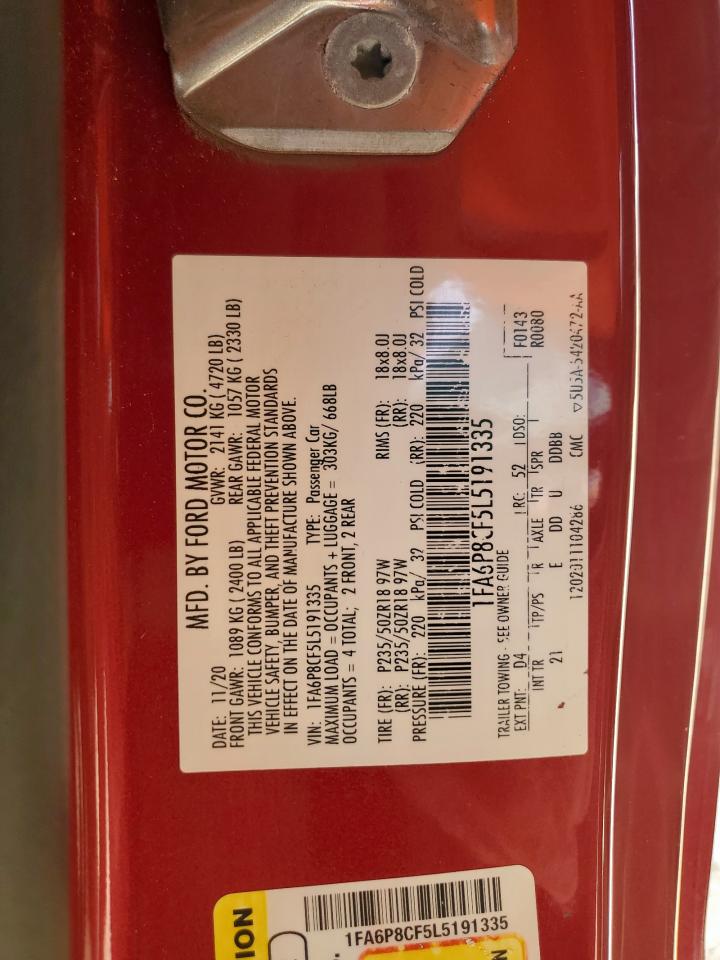 MFD. BY FORD MOTOR CO.
DATE: 11/20 GVWR: 2141 KG ( 4720 LB)
FRONT GAWR: 1089 KG ( 2400 LB) REAR GAWR: 1057 KG ( 2330 LB)
THIS VEHICLE CONFORMS TO ALL APPLICABLE FEDERAL MOTOR
VEHICLE SAFETY, BUMPER, AND THEFT PREVENTION STANDARDS
IN EFFECT ON THE DATE OF MANUFACTURE SHOWN ABOVE.
VIN: 1FA6P8CF5L5191335 TYPE: Passenger Car
MAXIMUM LOAD = OCCUPANTS + LUGGAGE = 303KG/ 668LB
OCCUPANTS = 4 TOTAL; 2 FRONT, 2 REAR
TIRE (FR): P235/50ZR18 97W RIMS (FR): 18x8.0J
(RR): P235/50ZR18 97W (RR): 18x8.0J
PRESSURE (FR): 220 kPa/ 32 PSI COLD (RR): 220 kPa/ 32 PSI COLD
1FA6P8CF5L5191335
TRAILER TOWING - SEE OWNER GUIDE
EXT PNT: D4 RC: 52 DSO: F0143
INT TR TP/PS R AXLE TR SPR R0080
21 E DD U DDBB
CMC
ION
1FA6P8CF5L5191335